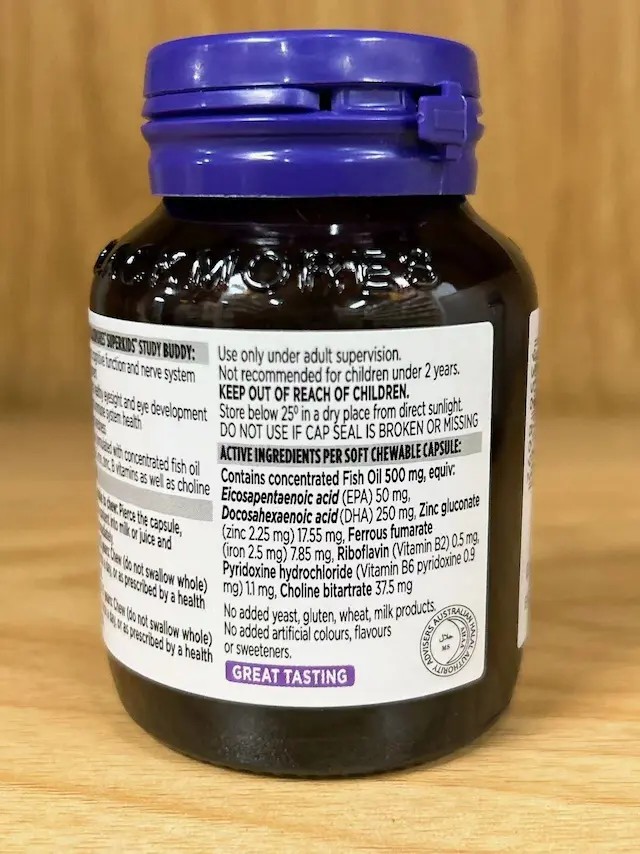 BLACKMORES
SUPERKIDS® STUDY BUDDY:
cognitive function and nerve system
eyesight and eye development
system health
with concentrated fish oil
zinc, B vitamins as well as choline
Pierce the capsule,
into milk or juice and
Chew (do not swallow whole)
day, or as prescribed by a health
Chew (do not swallow whole)
day, or as prescribed by a health
Use only under adult supervision.
Not recommended for children under 2 years.
KEEP OUT OF REACH OF CHILDREN.
Store below 25⁰ in a dry place from direct sunlight.
DO NOT USE IF CAP SEAL IS BROKEN OR MISSING
ACTIVE INGREDIENTS PER SOFT CHEWABLE CAPSULE:
Contains concentrated Fish Oil 500 mg, equiv:
Eicosapentaenoic acid (EPA) 50 mg,
Docosahexaenoic acid (DHA) 250 mg, Zinc gluconate
(zinc 2.25 mg) 17.55 mg, Ferrous fumarate
(iron 2.5 mg) 7.85 mg, Riboflavin (Vitamin B2) 0.5 mg,
Pyridoxine hydrochloride (Vitamin B6 pyridoxine 0.9
mg) 1.1 mg, Choline bitartrate 37.5 mg
No added yeast, gluten, wheat, milk products.
No added artificial colours, flavours
or sweeteners.
GREAT TASTING
AUSTRALIAN HALAL AUTHORITY ADVISERS
حلال